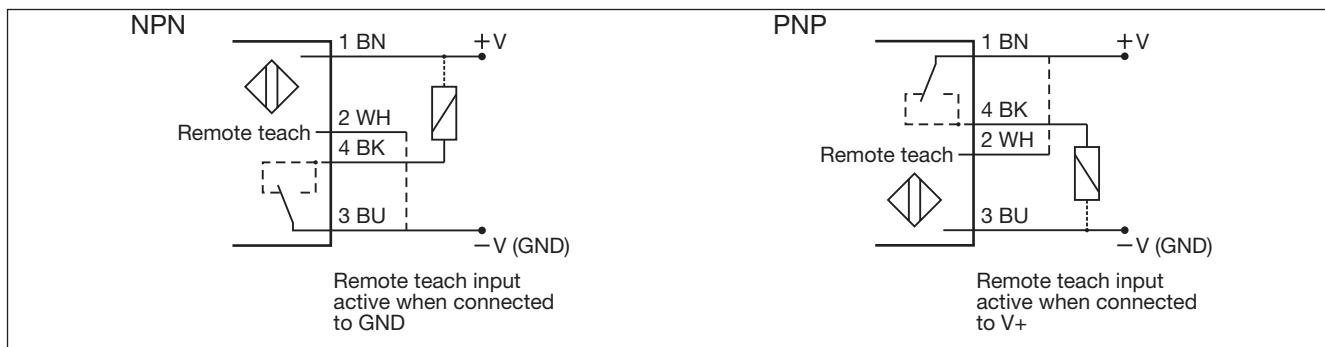 NPN
1 BN
+V
2 WH
Remote teach
4 BK
3 BU
−V (GND)
Remote teach input
active when connected
to GND
PNP
1 BN
+V
4 BK
2 WH
Remote teach
3 BU
−V (GND)
Remote teach input
active when connected
to V+